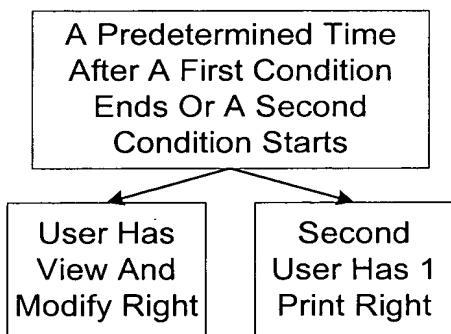 A Predetermined Time
After A First Condition
Ends Or A Second
Condition Starts
User Has
View And
Modify Right
Second
User Has 1
Print Right